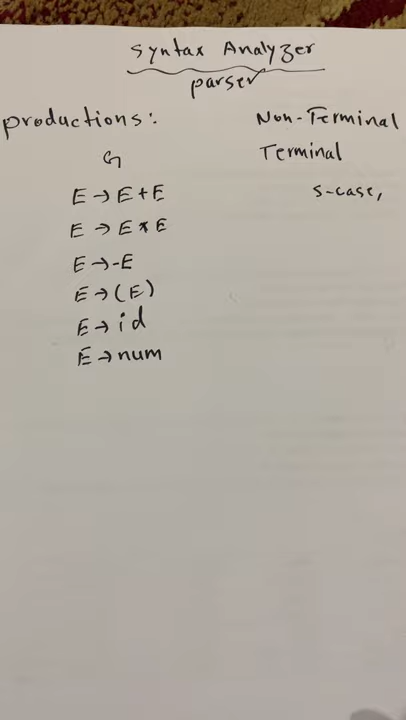 Syntax Analyzer
parser
productions:
Non-Terminal
G
Terminal
E → E + E
s-case,
E → E * E
E → -E
E → (E)
E → id
E → num